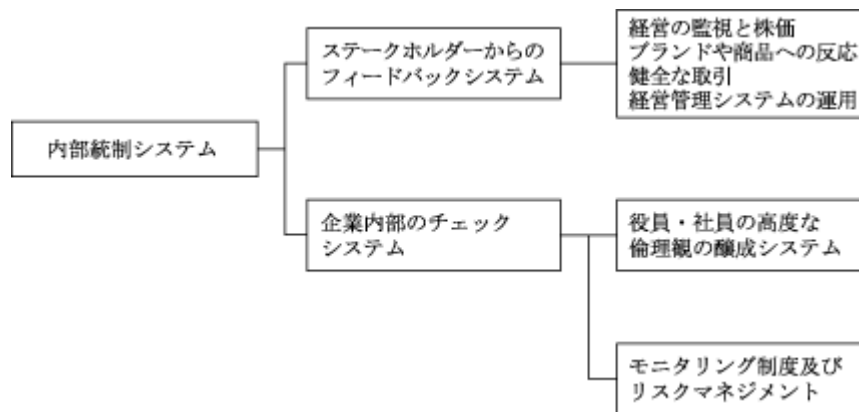 内部統制システム
ステークホルダーからの
フィードバックシステム
経営の監視と株価
ブランドや商品への反応
健全な取引
経営管理システムの運用
企業内部のチェック
システム
役員・社員の高度な
倫理観の醸成システム
モニタリング制度及び
リスクマネジメント